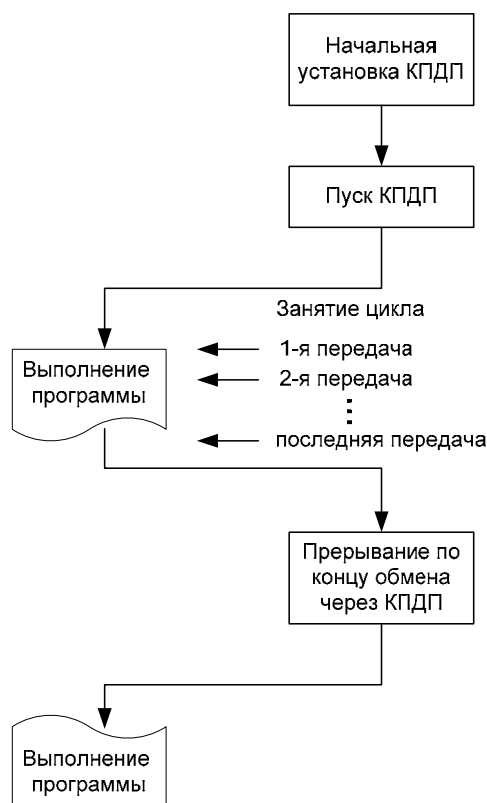 Начальная
установка КПДП
Пуск КПДП
Занятие цикла
1-я передача
2-я передача
последняя передача
Выполнение
программы
Прерывание по
концу обмена
через КПДП
Выполнение
программы